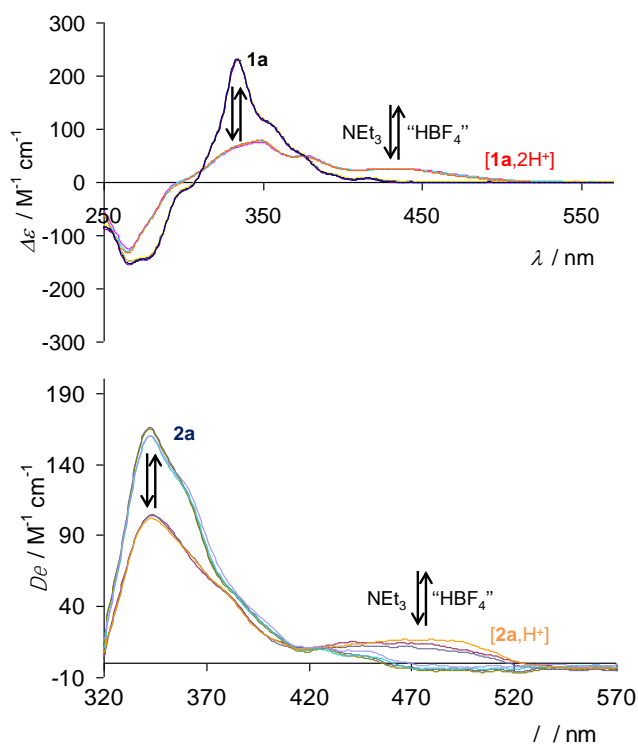 300
200
1a
100
NEt3 “HBF4”
[1a,2H+]
0
250 350 450 550
-100
-200
-300
Δε / M-1 cm-1
λ / nm
190
2a
140
90
NEt3 “HBF4”
40
[2a,H+]
-10
320 370 420 470 520 570
De / M-1 cm-1
l / nm